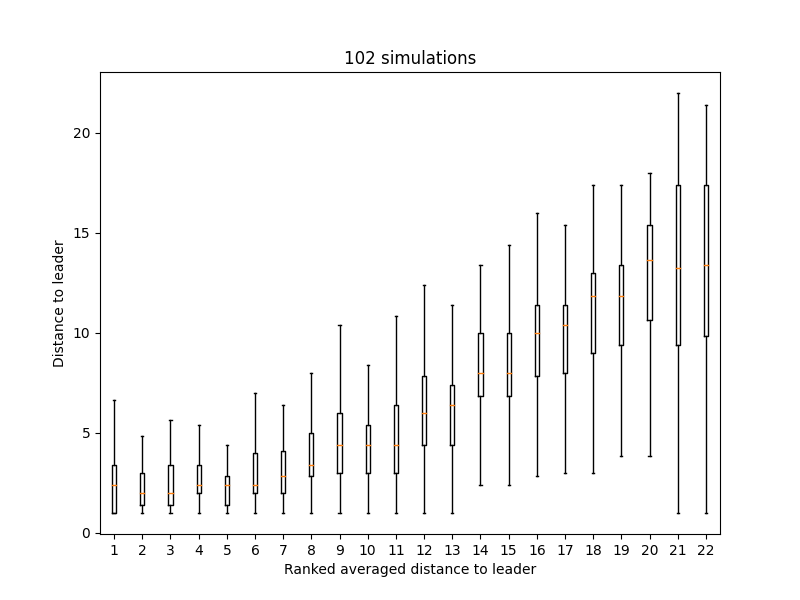 102 simulations
20
15
10
5
0
Distance to leader
1 2 3 4 5 6 7 8 9 10 11 12 13 14 15 16 17 18 19 20 21 22
Ranked averaged distance to leader